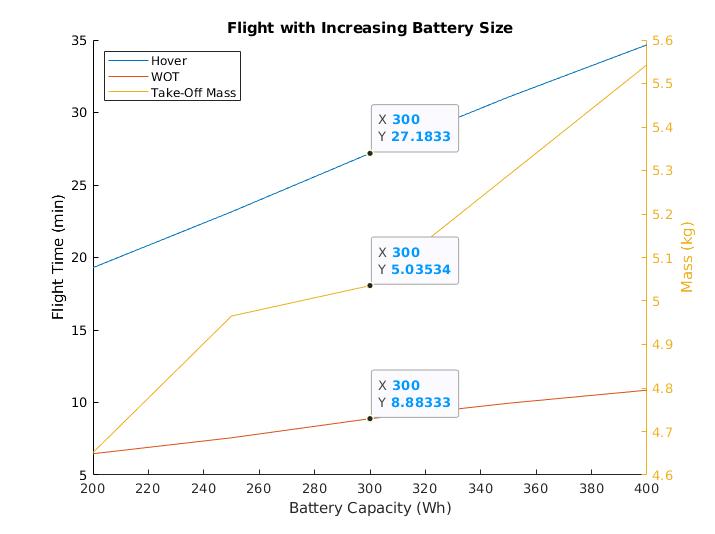 Flight with Increasing Battery Size
Hover
WOT
Take-Off Mass
35
30
25
20
15
10
5
Flight Time (min)
X 300
Y 27.1833
X 300
Y 5.03534
X 300
Y 8.88333
5.6
5.5
5.4
5.3
5.2
5.1
5
4.9
4.8
4.7
4.6
Mass (kg)
200 220 240 260 280 300 320 340 360 380 400
Battery Capacity (Wh)